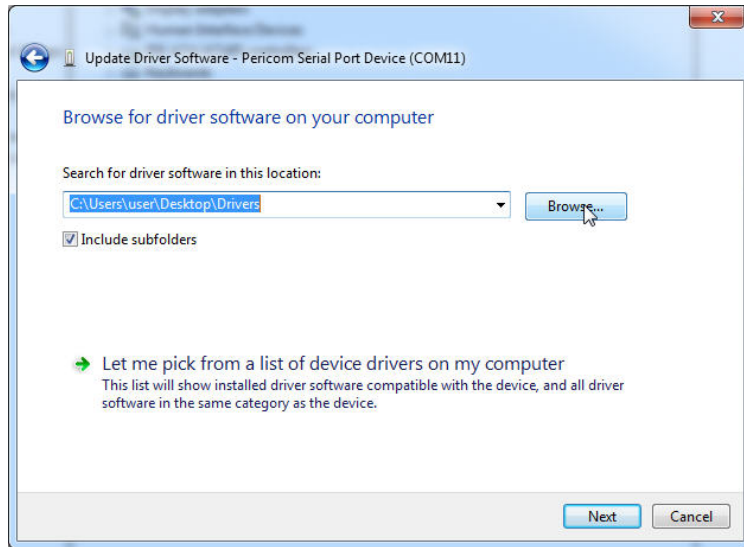 Human Interface Devices
Update Driver Software - Pericom Serial Port Device (COM11)
Browse for driver software on your computer
Search for driver software in this location:
C:\Users\user\Desktop\Drivers
Browse...
Include subfolders
Let me pick from a list of device drivers on my computer
This list will show installed driver software compatible with the device, and all driver
software in the same category as the device.
Next
Cancel